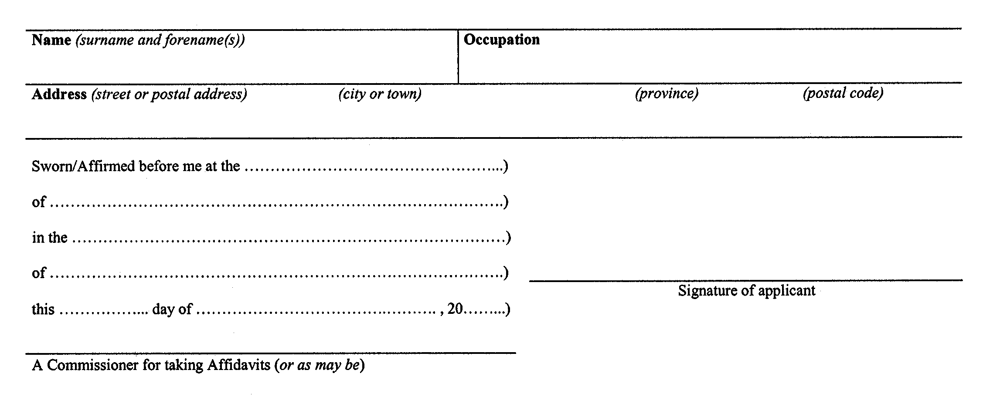 Name (surname and forename(s)) Occupation
Address (street or postal address) (city or town) (province) (postal code)
Sworn/Affirmed before me at the ..................................................)
of .......................................................................................)
in the ...................................................................................)
of .......................................................................................)
Signature of applicant
this .................. day of .............................................. , 20.........)
A Commissioner for taking Affidavits (or as may be)